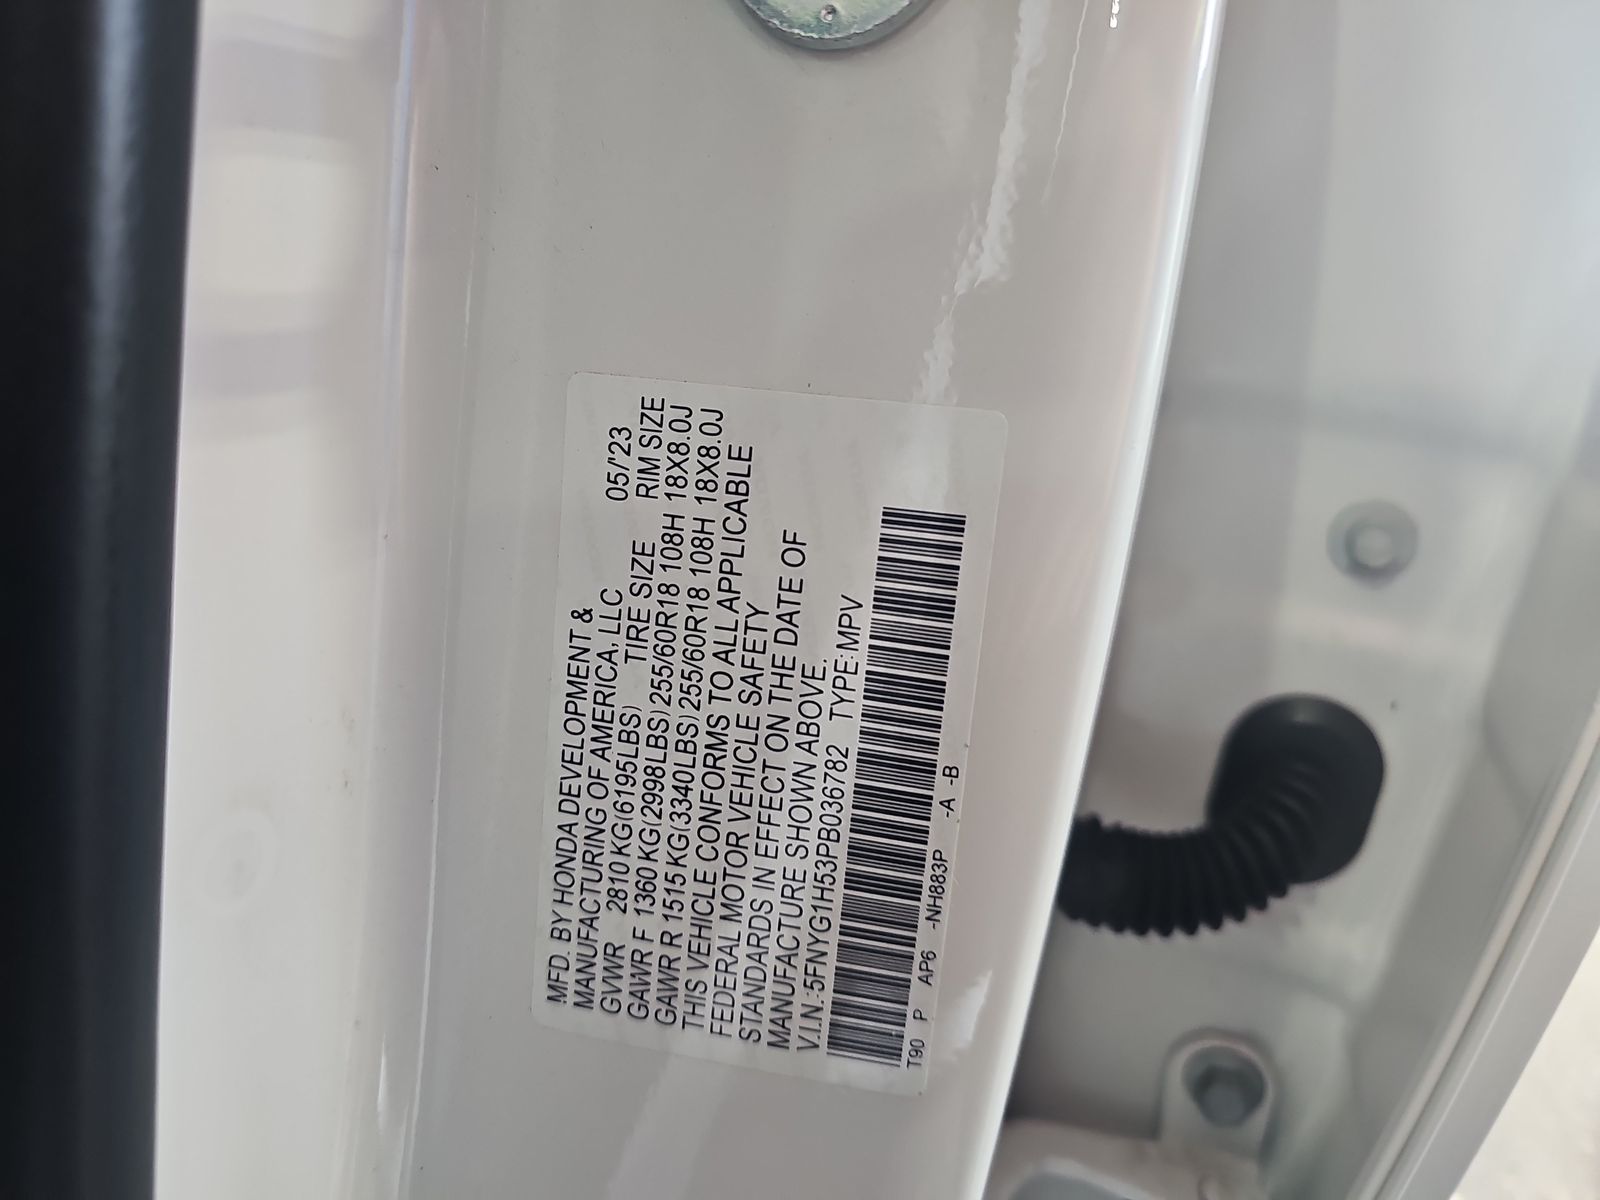 MFD. BY HONDA DEVELOPMENT &
MANUFACTURING OF AMERICA, LLC 05/'23
GVWR 2810 KG(6195LBS) TIRE SIZE RIM SIZE
GAWR F 1360 KG(2998LBS) 255/60R18 108H 18X8.0J
GAWR R 1515 KG(3340LBS) 255/60R18 108H 18X8.0J
THIS VEHICLE CONFORMS TO ALL APPLICABLE
FEDERAL MOTOR VEHICLE SAFETY
STANDARDS IN EFFECT ON THE DATE OF
MANUFACTURE SHOWN ABOVE.
V.I.N.:5FNYG1H53PB036782 TYPE:MPV
T90 P AP6 -NH883P -A -B